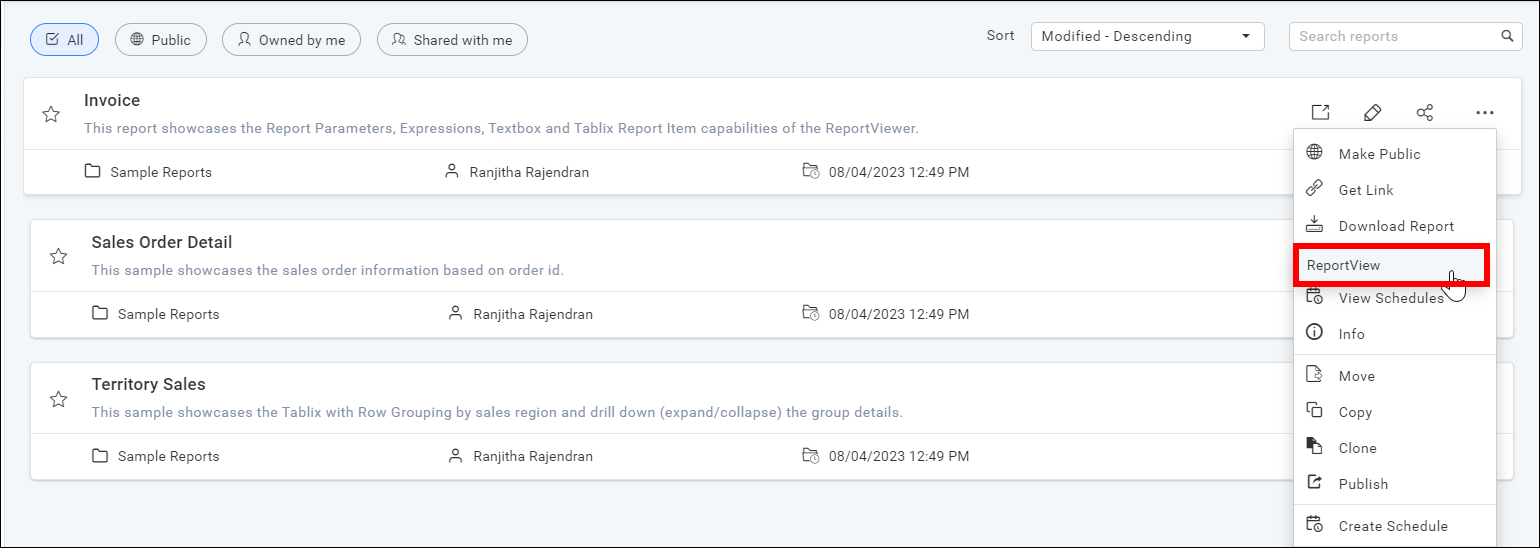 All
Public
Owned by me
Shared with me
Sort
Modified - Descending
Search reports
Invoice
This report showcases the Report Parameters, Expressions, Textbox and Tablix Report Item capabilities of the ReportViewer.
Sample Reports
Ranjitha Rajendran
08/04/2023 12:49 PM
Sales Order Detail
This sample showcases the sales order information based on order id.
Sample Reports
Ranjitha Rajendran
08/04/2023 12:49 PM
Territory Sales
This sample showcases the Tablix with Row Grouping by sales region and drill down (expand/collapse) the group details.
Sample Reports
Ranjitha Rajendran
08/04/2023 12:49 PM
Make Public
Get Link
Download Report
ReportView
View Schedules
Info
Move
Copy
Clone
Publish
Create Schedule